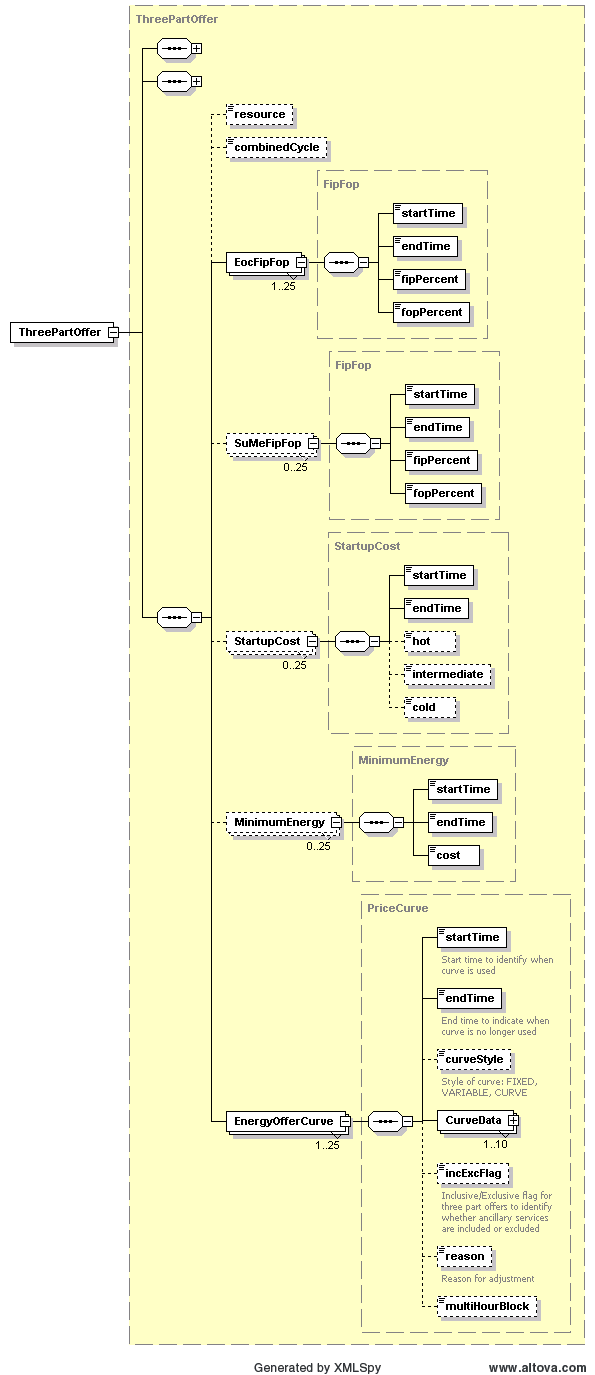 ThreePartOffer
resource
combinedCycle
FipFop
startTime
endTime
fipPercent
fopPercent
EocFipFop
1..25
ThreePartOffer
FipFop
startTime
endTime
fipPercent
fopPercent
SuMeFipFop
0..25
StartupCost
startTime
endTime
hot
intermediate
cold
StartupCost
0..25
MinimumEnergy
startTime
endTime
cost
MinimumEnergy
0..25
PriceCurve
startTime
Start time to identify when
curve is used
endTime
End time to indicate when
curve is no longer used
curveStyle
Style of curve: FIXED,
VARIABLE, CURVE
EnergyOfferCurve
1..25
CurveData
1..10
incExcFlag
Inclusive/Exclusive flag for
three part offers to identify
whether ancillary services
are included or excluded
reason
Reason for adjustment
multiHourBlock
Generated by XMLSpy
www.altova.com